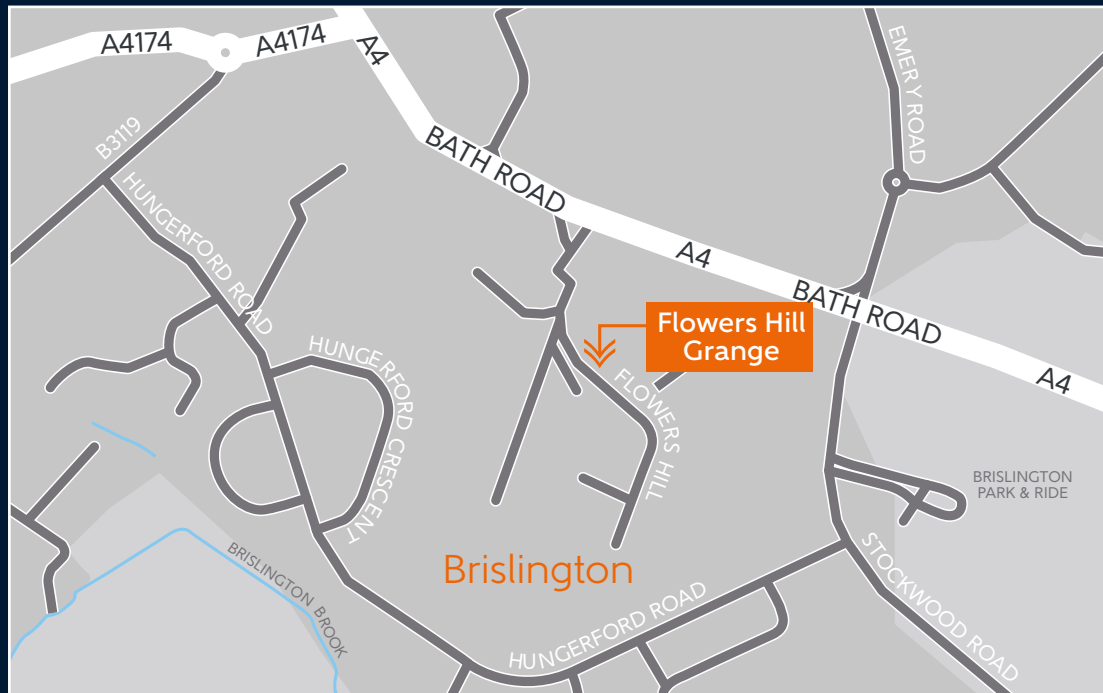 A4174
A4174
A4
EMERY ROAD
B3119
BATH ROAD
HUNGERFORD ROAD
A4
BATH ROAD
Flowers Hill
Grange
HUNGERFORD CRESCENT
FLOWERS HILL
A4
BRISLINGTON
PARK & RIDE
BRISLINGTON BROOK
Brislington
STOCKWOOD ROAD
HUNGERFORD ROAD